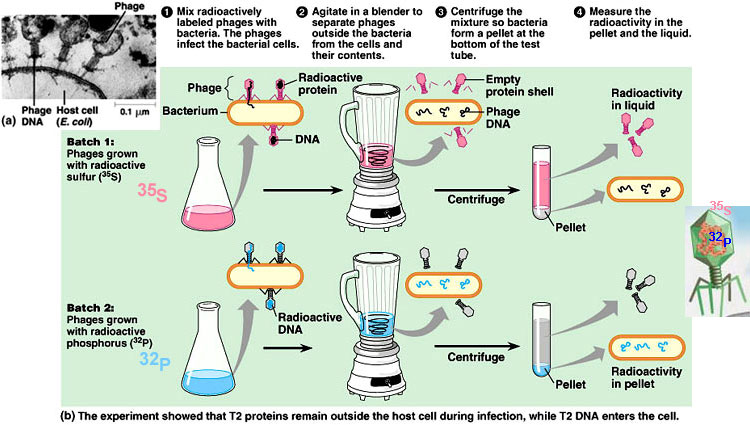 Phage
Phage
DNA
Host cell
(E. coli)
0.1 μm
(a)
1 Mix radioactively
labeled phages with
bacteria. The phages
infect the bacterial cells.
2 Agitate in a blender to
separate phages
outside the bacteria
from the cells and
their contents.
3 Centrifuge the
mixture so bacteria
form a pellet at the
bottom of the test
tube.
4 Measure the
radioactivity in the
pellet and the liquid.
Phage
Radioactive
protein
Bacterium
DNA
Empty
protein shell
Phage
DNA
Radioactivity
in liquid
Batch 1:
Phages grown
with radioactive
sulfur (³⁵S)
³⁵S
Centrifuge
Pellet
³⁵S
³²P
Batch 2:
Phages grown
with radioactive
phosphorus (³²P)
³²P
Radioactive
DNA
Centrifuge
Pellet
Radioactivity
in pellet
(b) The experiment showed that T2 proteins remain outside the host cell during infection, while T2 DNA enters the cell.